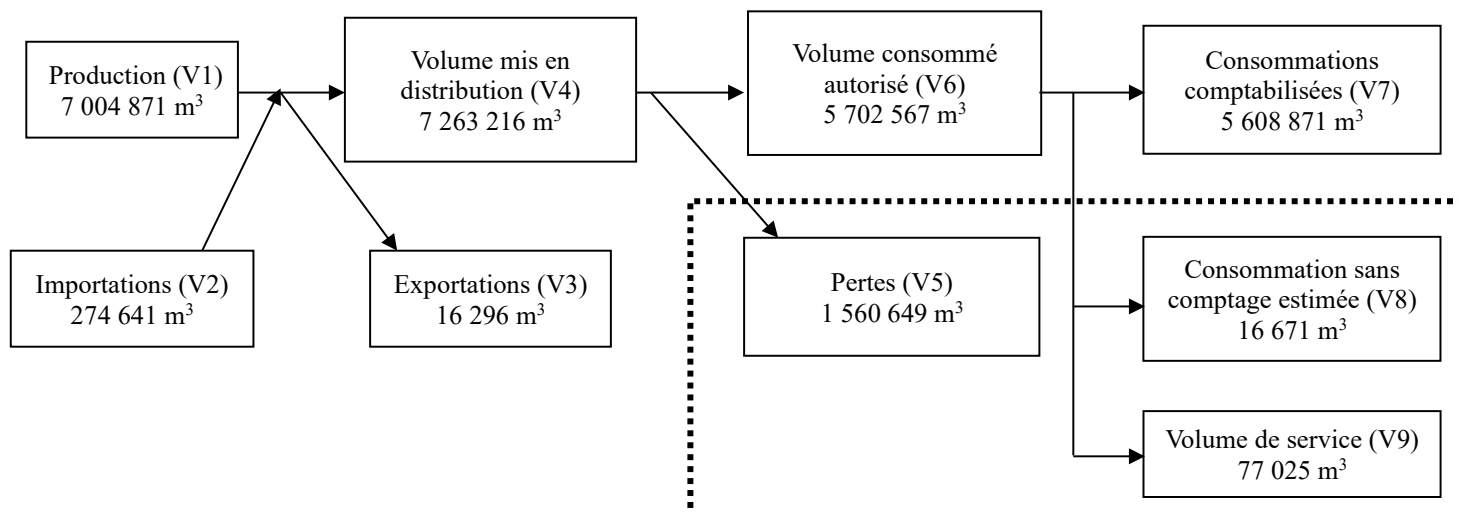 Production (V1)
7 004 871 m³
Volume mis en
distribution (V4)
7 263 216 m³
Volume consommé
autorisé (V6)
5 702 567 m³
Consommations
comptabilisées (V7)
5 608 871 m³
Importations (V2)
274 641 m³
Exportations (V3)
16 296 m³
Pertes (V5)
1 560 649 m³
Consommation sans
comptage estimée (V8)
16 671 m³
Volume de service (V9)
77 025 m³